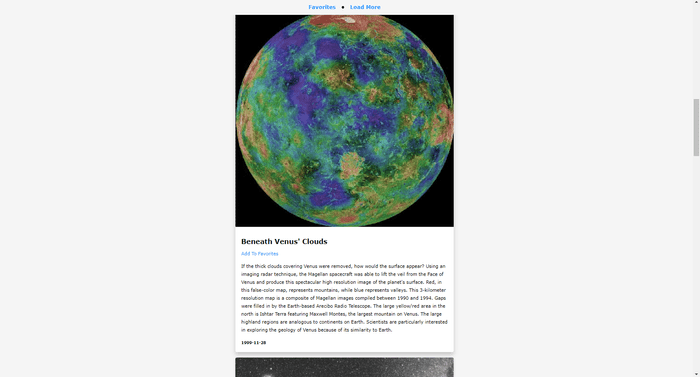 Favorites • Load More
Beneath Venus' Clouds
Add To Favorites
If the thick clouds covering Venus were removed, how would the surface appear? Using an
imaging radar technique, the Magellan spacecraft was able to lift the veil from the Face of
Venus and produce this spectacular high resolution image of the planet's surface. Red, in
this false-color map, represents mountains, while blue represents valleys. This 3-kilometer
resolution map is a composite of Magellan images compiled between 1990 and 1994. Gaps
were filled in by the Earth-based Arecibo Radio Telescope. The large yellow/red area in the
north is Ishtar Terra featuring Maxwell Montes, the largest mountain on Venus. The large
highland regions are analogous to continents on Earth. Scientists are particularly interested
in exploring the geology of Venus because of its similarity to Earth.
1999-11-28